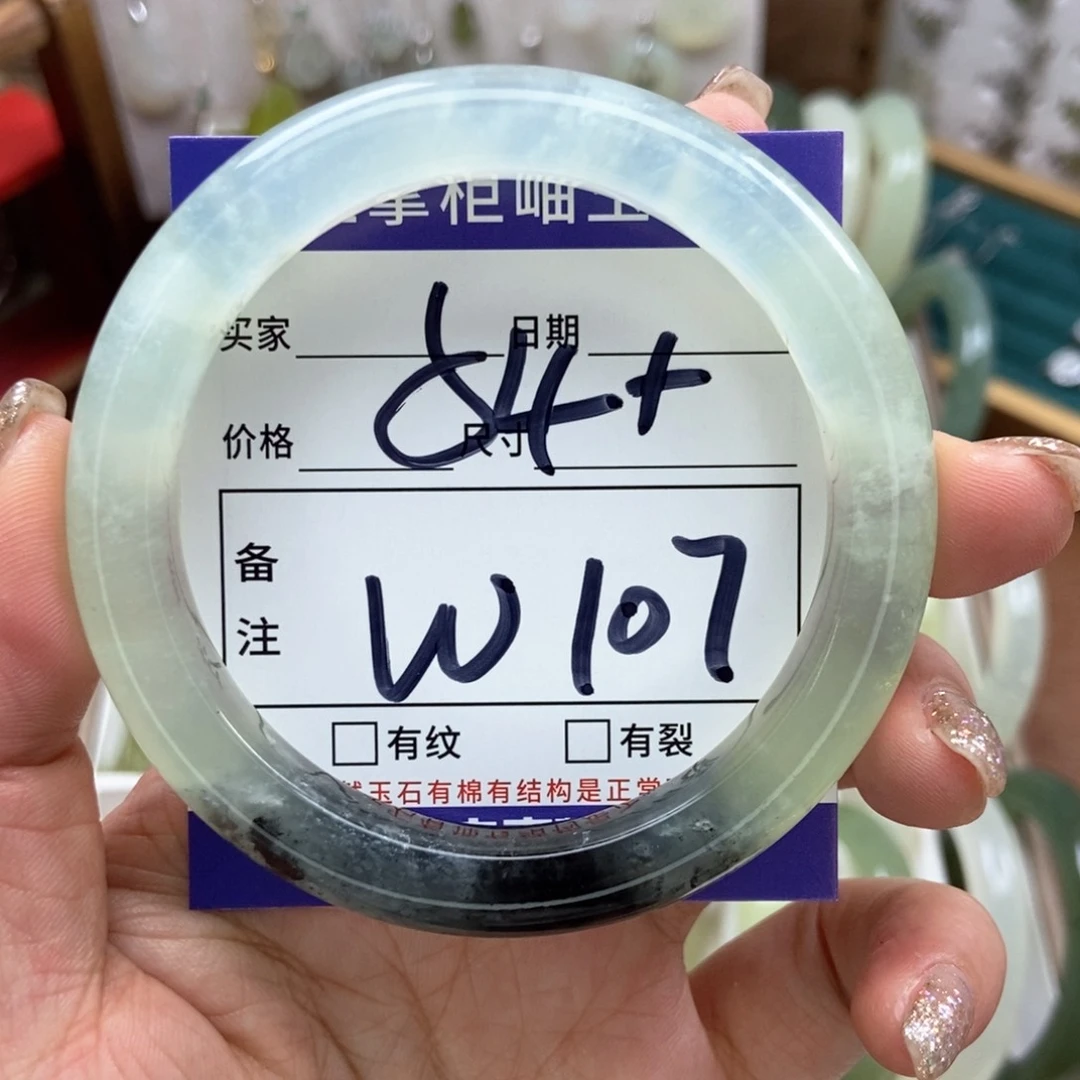 掌柜岫玉
买家 日期
64+
价格 尺寸
备注
W107
有纹 有裂
玉石有棉有结构是正常